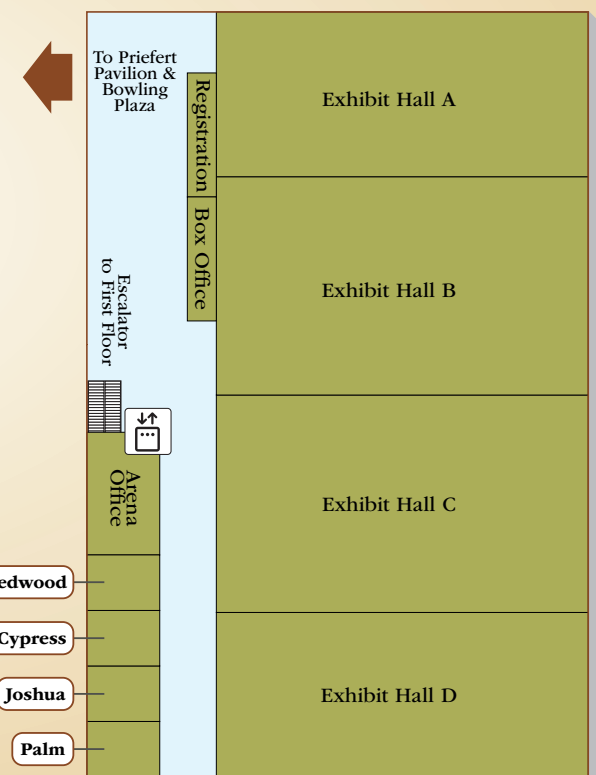 To Priefert
Pavilion &
Bowling
Plaza
Registration
Box Office
Escalator
to First Floor
Arena
Office
edwood
Cypress
Joshua
Palm
Exhibit Hall A
Exhibit Hall B
Exhibit Hall C
Exhibit Hall D